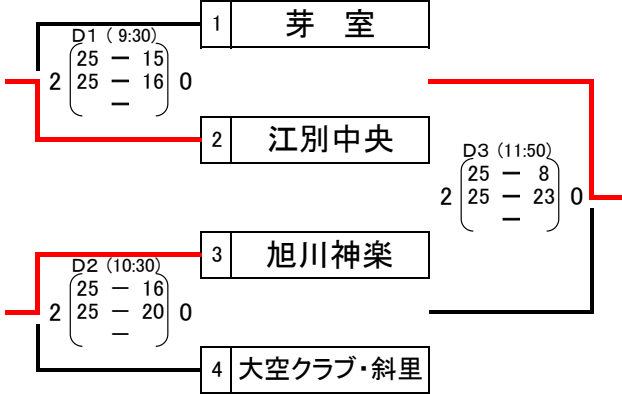 1 芽 室
D1 ( 9:30)
25 ー 15
2 25 ー 16 0
ー
2 江別中央
D3 (11:50)
25 ー 8
2 25 ー 23 0
ー
3 旭川神楽
D2 (10:30)
25 ー 16
2 25 ー 20 0
ー
4 大空クラブ・斜里